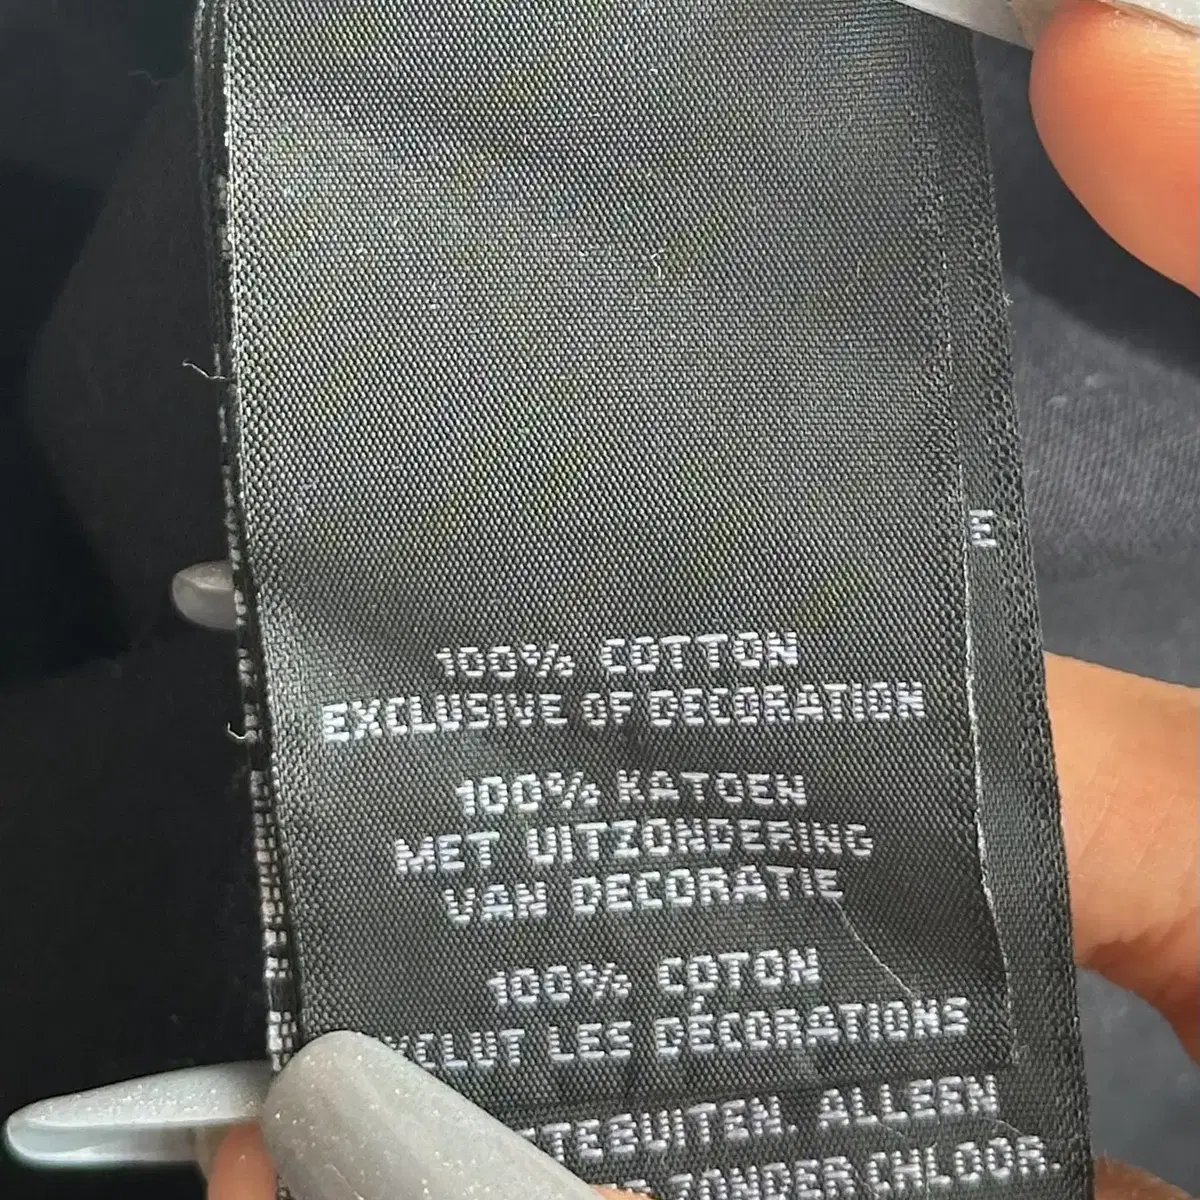 E
100% COTTON
EXCLUSIVE OF DECORATION
100% KATOEN
MET UITZONDERING
VAN DECORATIE
100% COTON
LES DÉCORATIONS
ALLEEN
ZONDER CHLOOR.